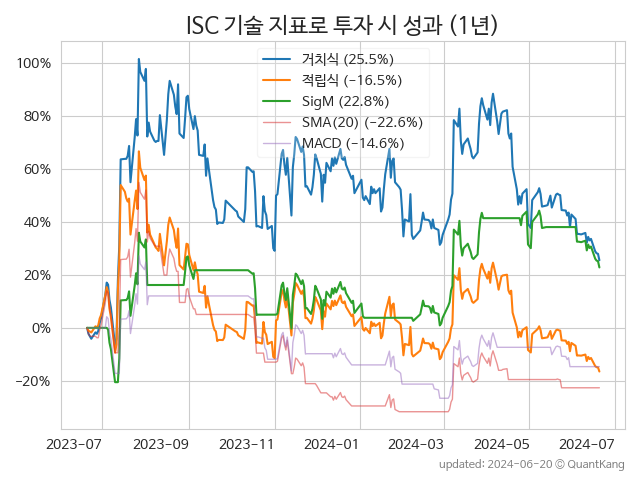 ISC 기술 지표로 투자 시 성과 (1년)
거치식 (25.5%)
적립식 (−16.5%)
SigM (22.8%)
SMA(20) (−22.6%)
MACD (−14.6%)
100%
80%
60%
40%
20%
0%
−20%
2023−07 2023−09 2023−11 2024−01 2024−03 2024−05 2024−07
updated: 2024−06−20 ⓒ QuantKang